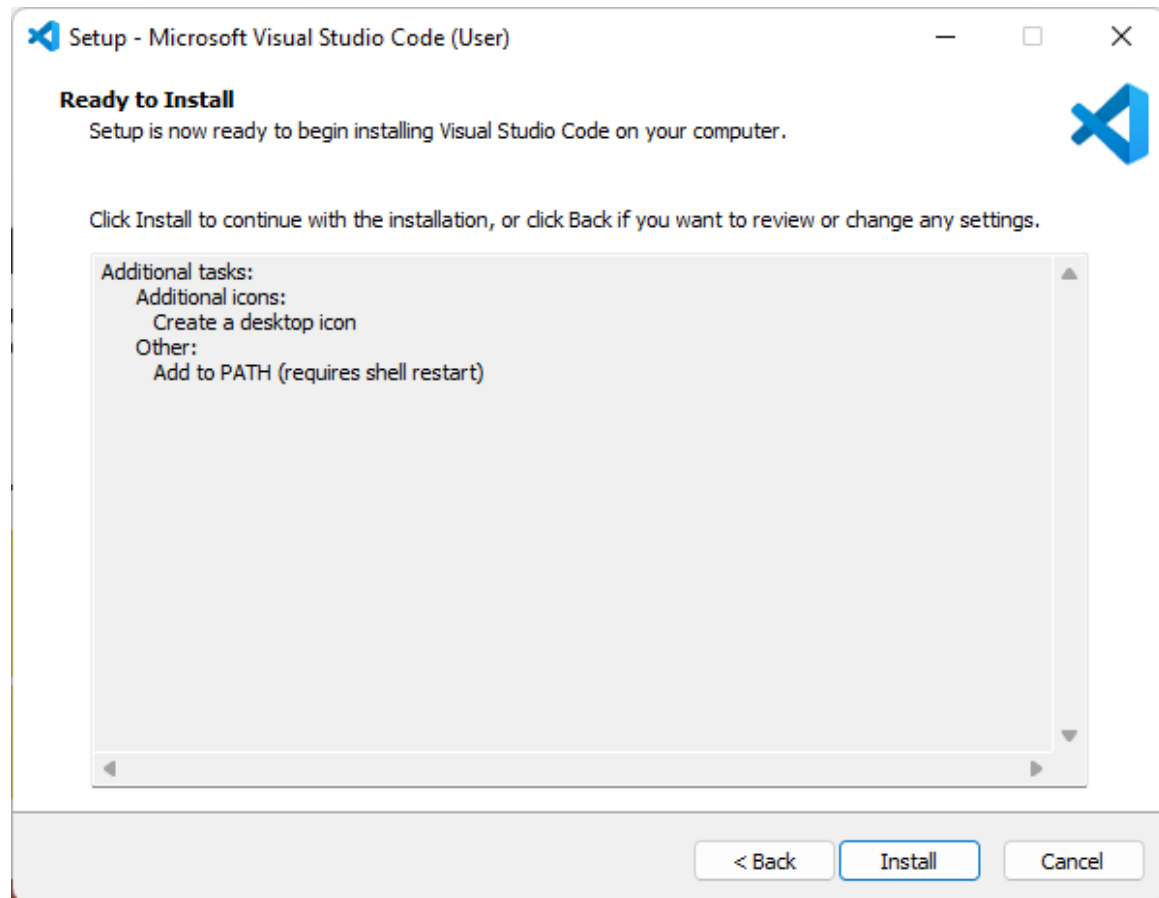 Setup - Microsoft Visual Studio Code (User)
Ready to Install
Setup is now ready to begin installing Visual Studio Code on your computer.
Click Install to continue with the installation, or click Back if you want to review or change any settings.
Additional tasks:
Additional icons:
Create a desktop icon
Other:
Add to PATH (requires shell restart)
< Back
Install
Cancel